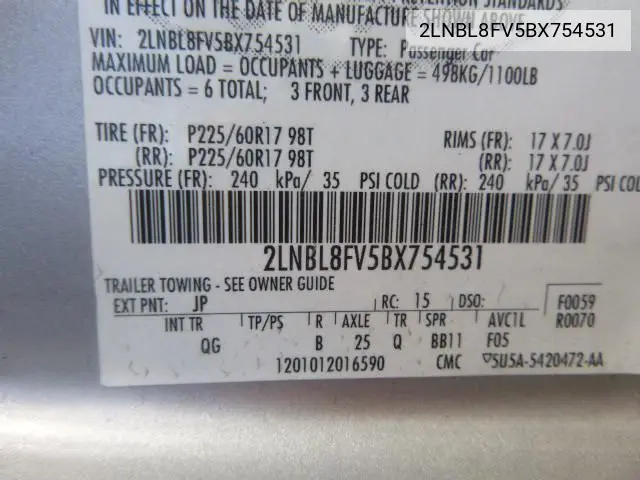 IN EFFECT ON THE DATE OF MANUFACTURE SHOWN ABOVE.
2LNBL8FV5BX754531
VIN: 2LNBL8FV5BX754531 TYPE: Passenger Car
MAXIMUM LOAD = OCCUPANTS + LUGGAGE = 498KG/1100LB
OCCUPANTS = 6 TOTAL; 3 FRONT, 3 REAR
TIRE (FR): P225/60R17 98T RIMS (FR): 17 X 7.0J
(RR): P225/60R17 98T (RR): 17 X 7.0J
PRESSURE (FR): 240 kPa/ 35 PSI COLD (RR): 240 kPa/ 35 PSI COL
2LNBL8FV5BX754531
TRAILER TOWING - SEE OWNER GUIDE
EXT PNT: JP RC: 15 DSO: F0059
INT TR TP/PS R AXLE TR SPR AVC1L R0070
QG B 25 Q BB11 F05
1201012016590 CMC 5U5A-5420472-AA